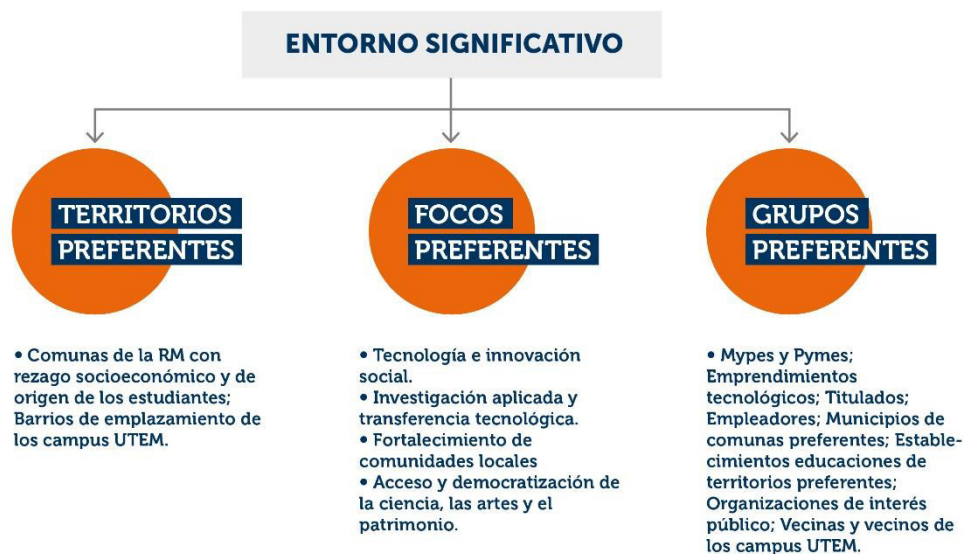 ENTORNO SIGNIFICATIVO
TERRITORIOS
PREFERENTES
• Comunas de la RM con
rezago socioeconómico y de
origen de los estudiantes;
Barrios de emplazamiento de
los campus UTEM.
FOCOS
PREFERENTES
• Tecnología e innovación
social.
• Investigación aplicada y
transferencia tecnológica.
• Fortalecimiento de
comunidades locales
• Acceso y democratización de
la ciencia, las artes y el
patrimonio.
GRUPOS
PREFERENTES
• Mypes y Pymes;
Emprendimientos
tecnológicos; Titulados;
Empleadores; Municipios de
comunas preferentes; Estable-
cimientos educaciones de
territorios preferentes;
Organizaciones de interés
público; Vecinas y vecinos de
los campus UTEM.